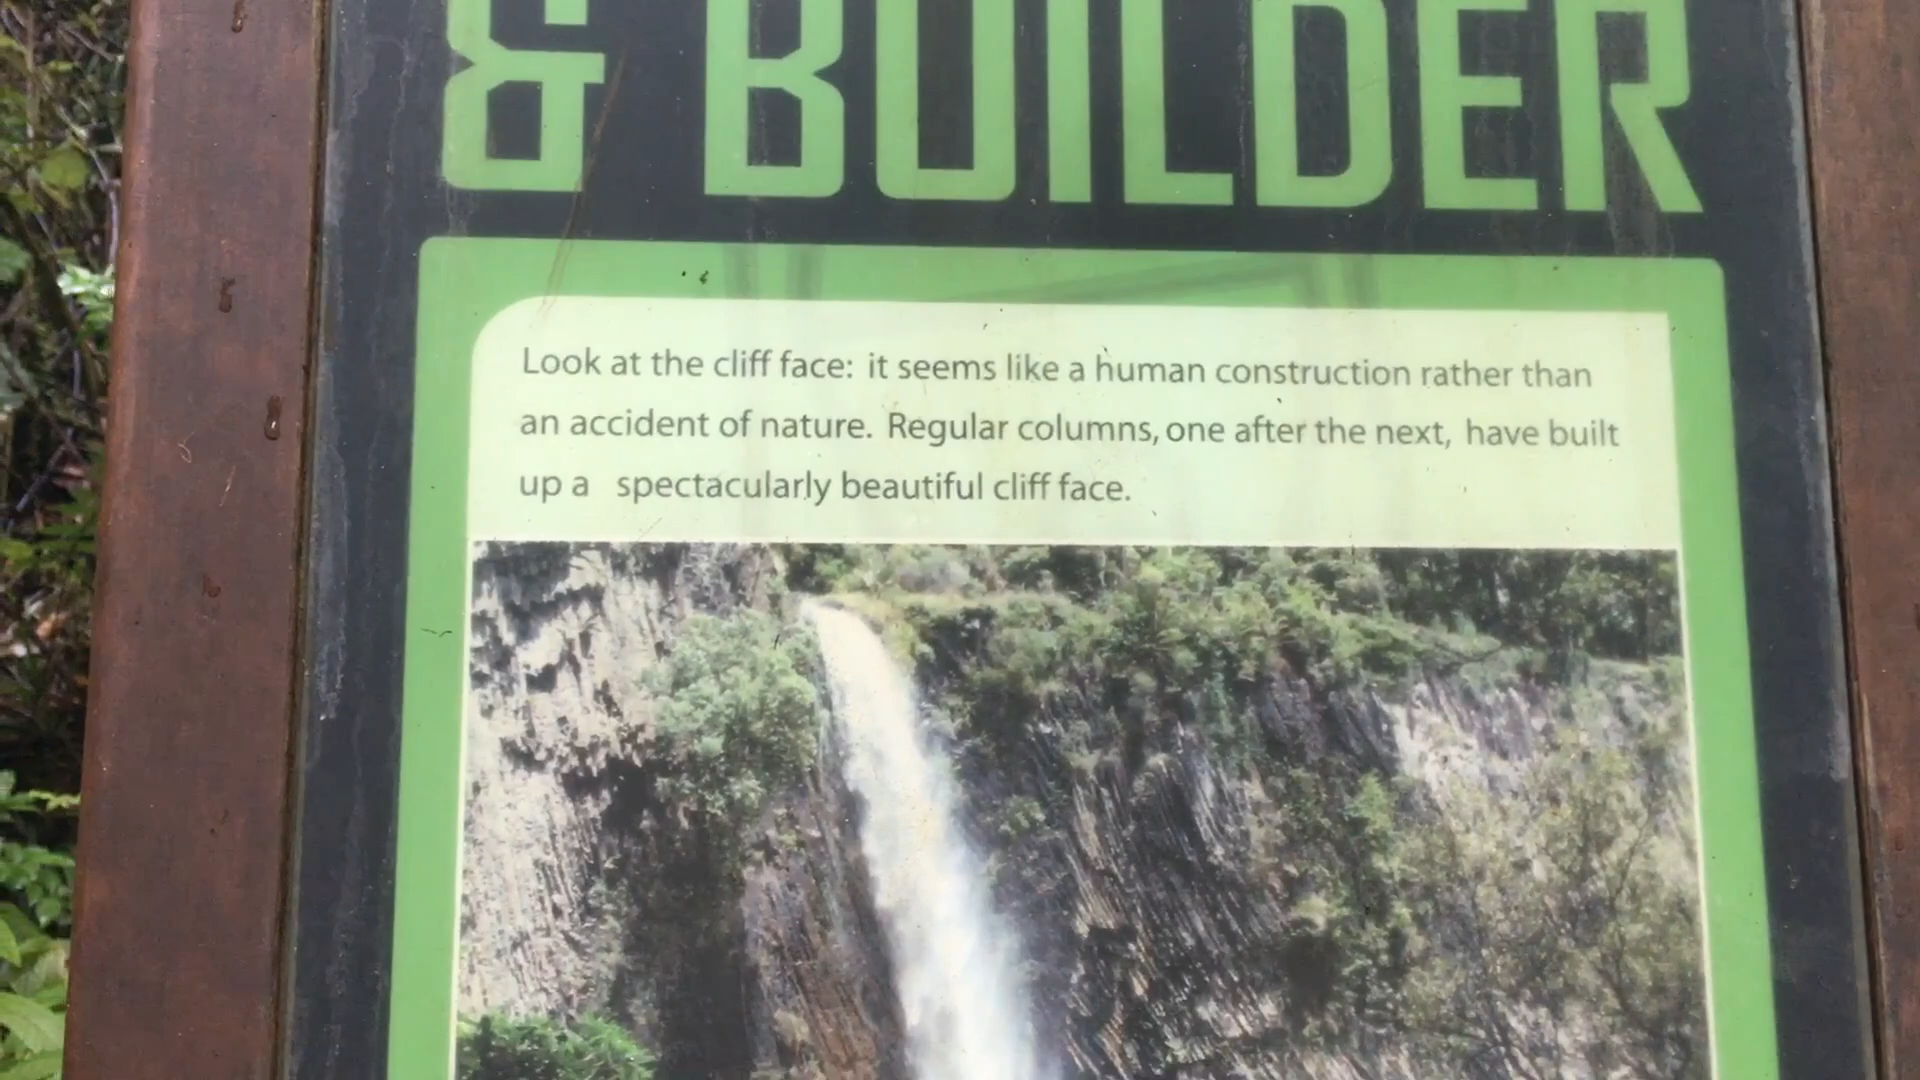 & BUILDER
Look at the cliff face: it seems like a human construction rather than
an accident of nature. Regular columns, one after the next, have built
up a spectacularly beautiful cliff face.